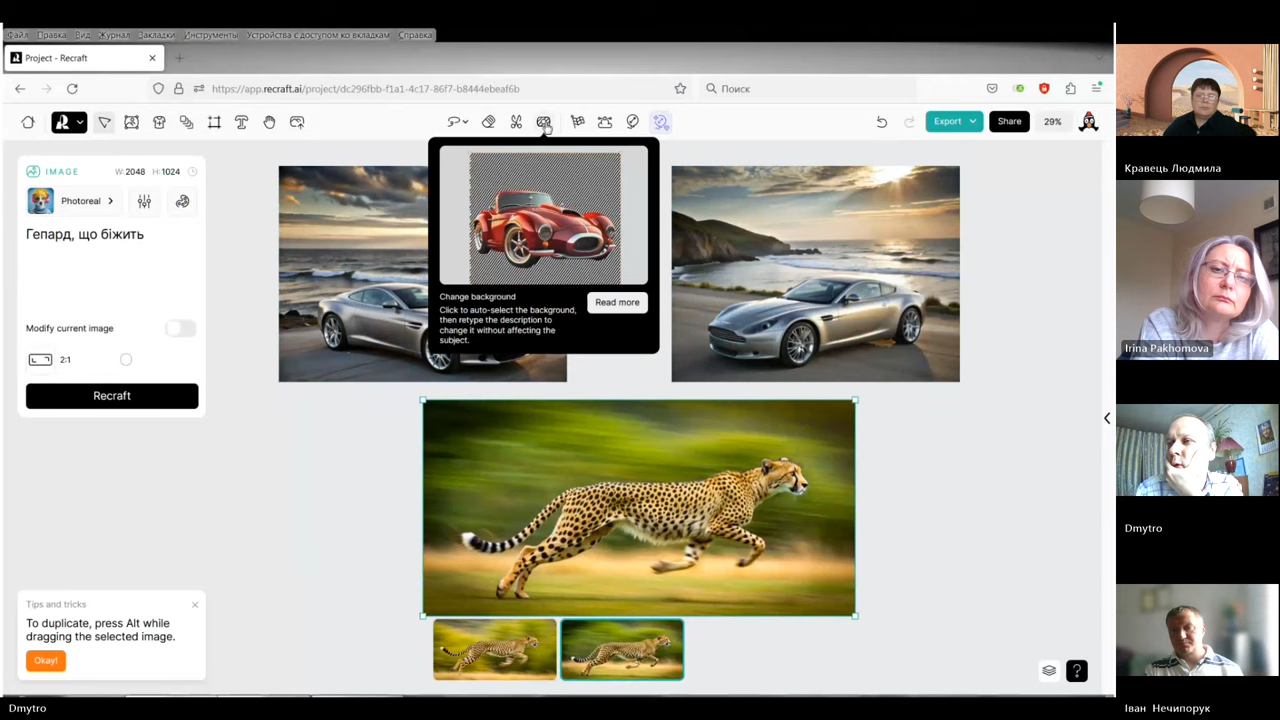 Файл Правка Вид Журнал Закладки Инструменты Устройства с доступом ко вкладкам Справка
Project - Recraft
https://app.recraft.ai/project/dc296fbb-f1a1-4c17-86f7-b8444ebeaf6b
Поиск
Export
Share
29%
IMAGE W: 2048 H: 1024
Photoreal
Гепард, що біжить
Modify current image
2:1
Recraft
Change background
Click to auto-select the background,
then retype the description to
change it without affecting the
subject.
Read more
Tips and tricks
To duplicate, press Alt while
dragging the selected image.
Okay!
?
Dmytro
Кравець Людмила
Irina Pakhomova
Dmytro
Іван Нечипорук